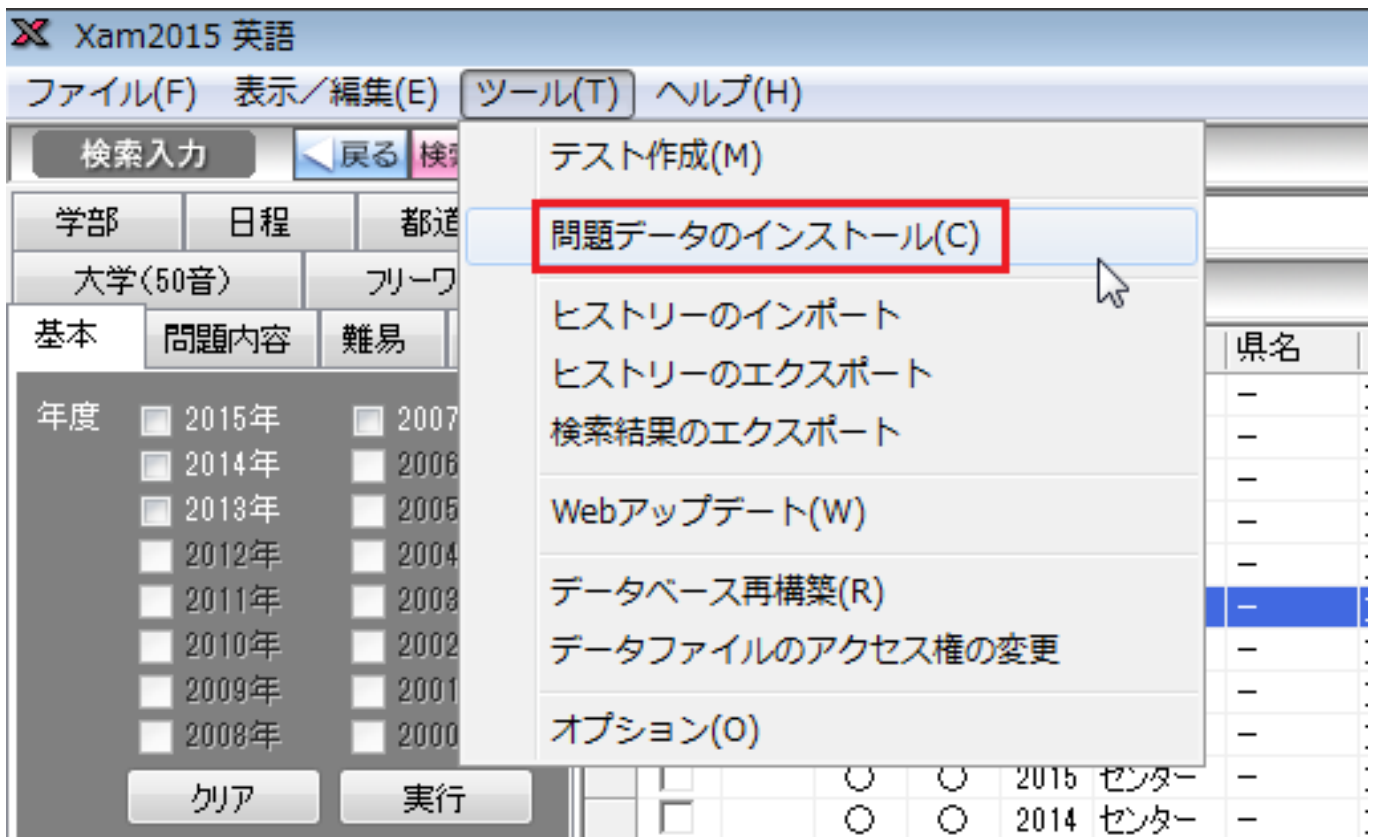 Xam2015 英語
ファイル(F) 表示／編集(E) ツール(T) ヘルプ(H)
検索入力 戻る
テスト作成(M)
学部 日程
問題データのインストール(C)
大学(50音)
ヒストリーのインポート
基本 問題内容 難易
県名
ヒストリーのエクスポート
年度 2015年 2007
検索結果のエクスポート
2014年 2006
2013年 2005
Webアップデート(W)
2012年 2004
データベース再構築(R)
2011年 2003
2010年 2002
データファイルのアクセス権の変更
2009年 2001
2008年 2000
オプション(O)
クリア 実行
○ ○ 2015 センター －
○ ○ 2014 センター －